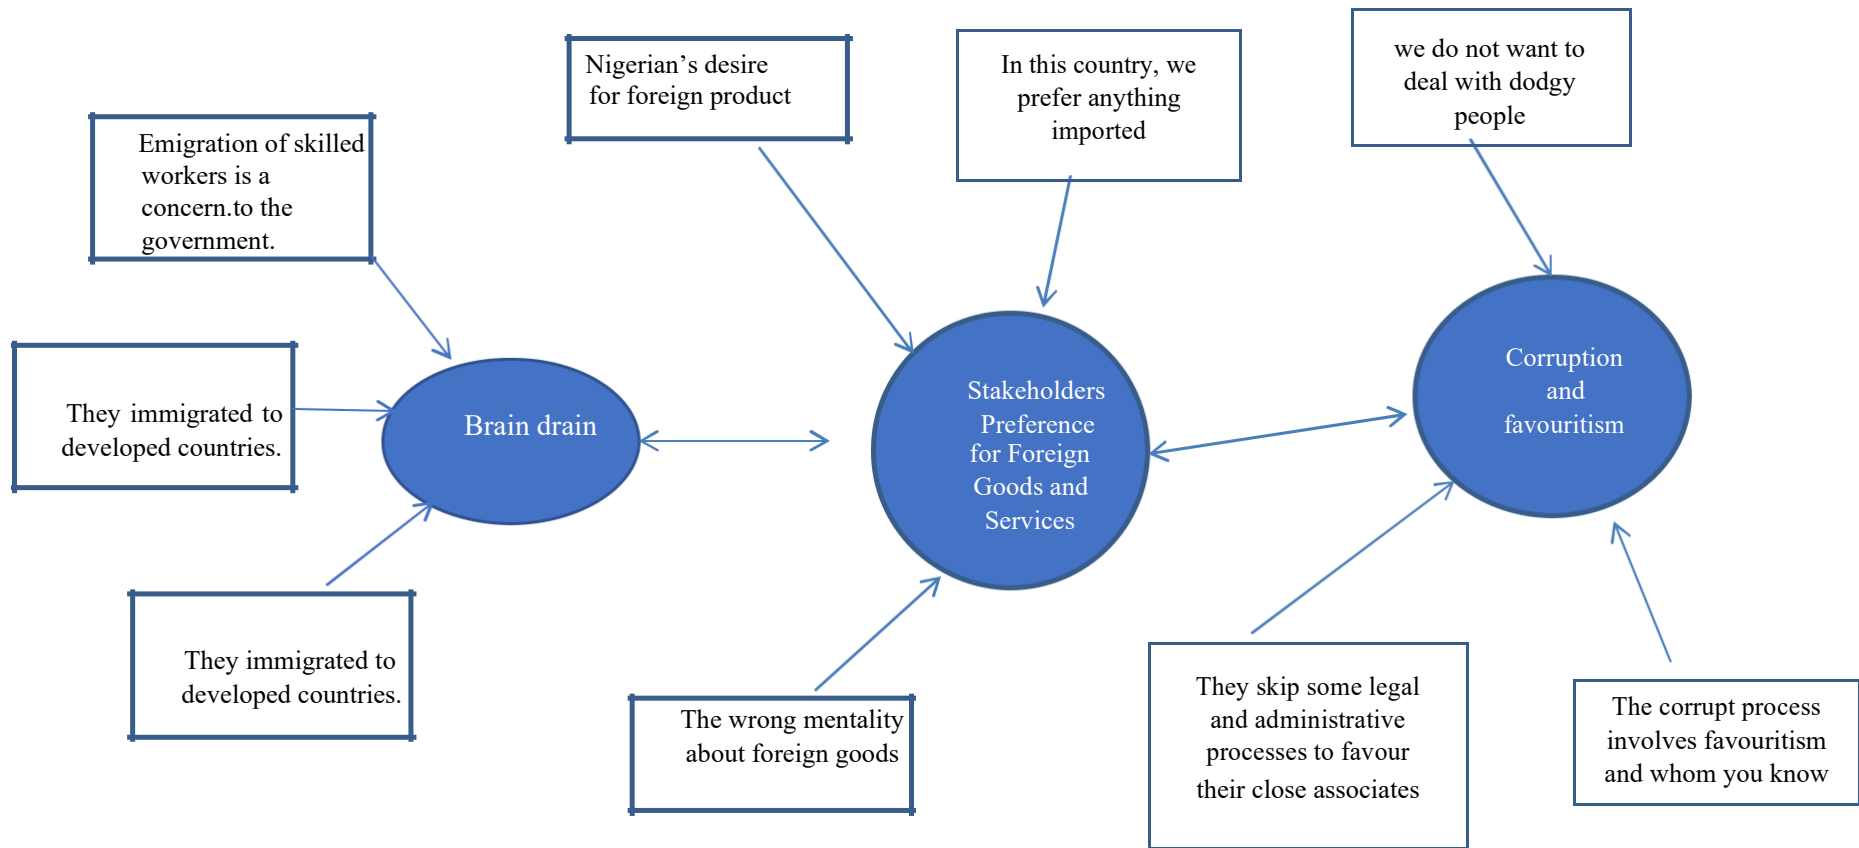 Nigerian's desire
for foreign product
In this country, we
prefer anything
imported
we do not want to
deal with dodgy
people
Emigration of skilled
workers is a
concern.to the
government.
They immigrated to
developed countries.
Brain drain
Stakeholders
Preference
for Foreign
Goods and
Services
Corruption
and
favouritism
They immigrated to
developed countries.
The wrong mentality
about foreign goods
They skip some legal
and administrative
processes to favour
their close associates
The corrupt process
involves favouritism
and whom you know